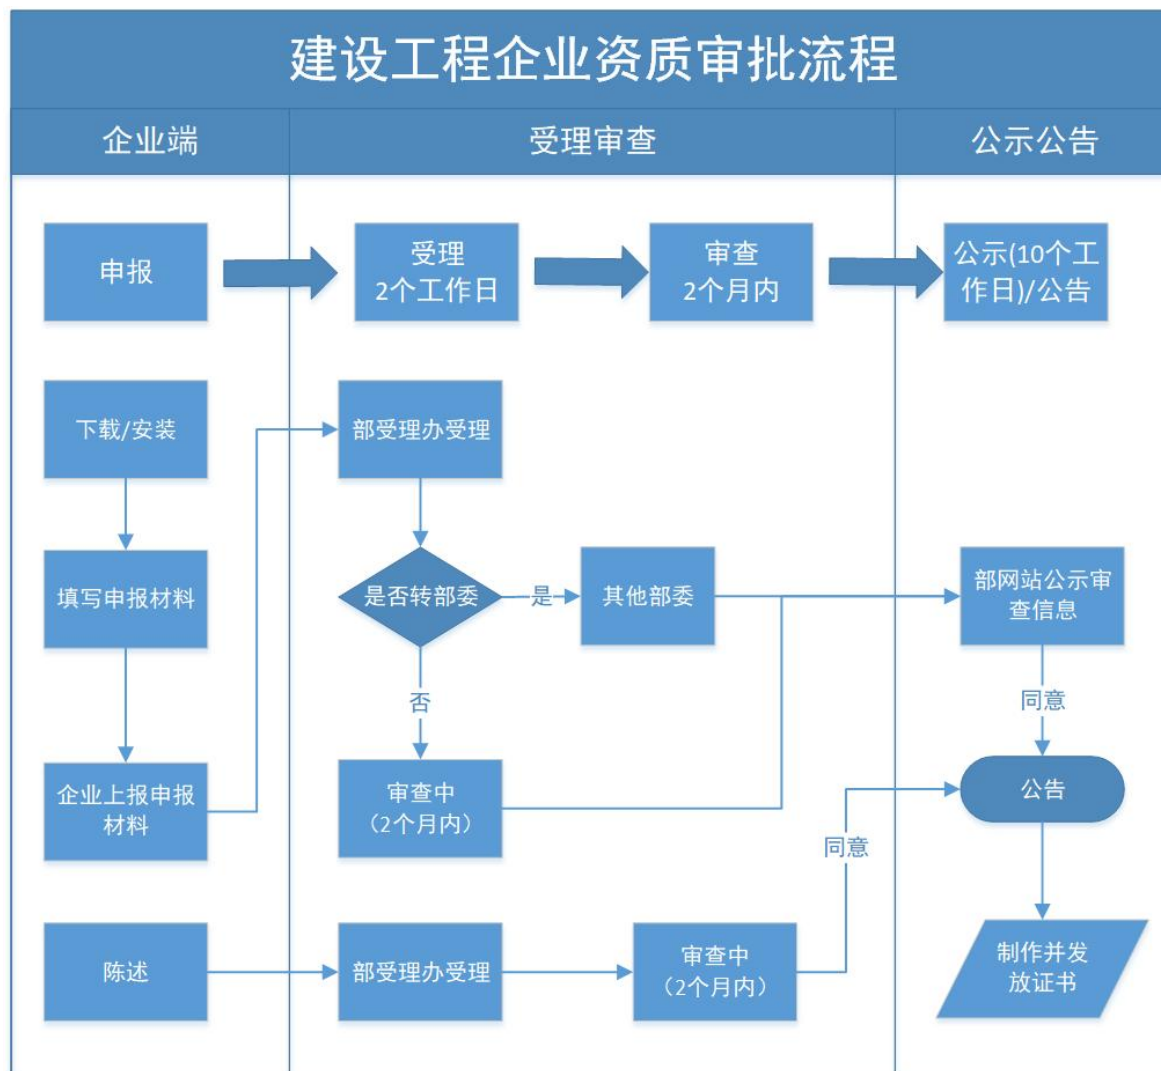 建设工程企业资质审批流程
企业端
受理审查
公示公告
申报
受理
2个工作日
审查
2个月内
公示(10个工
作日)/公告
下载/安装
部受理办受理
填写申报材料
是否转部委
是
其他部委
部网站公示审
查信息
否
同意
企业上报申报
材料
审查中
（2个月内）
公告
同意
陈述
部受理办受理
审查中
（2个月内）
制作并发
放证书